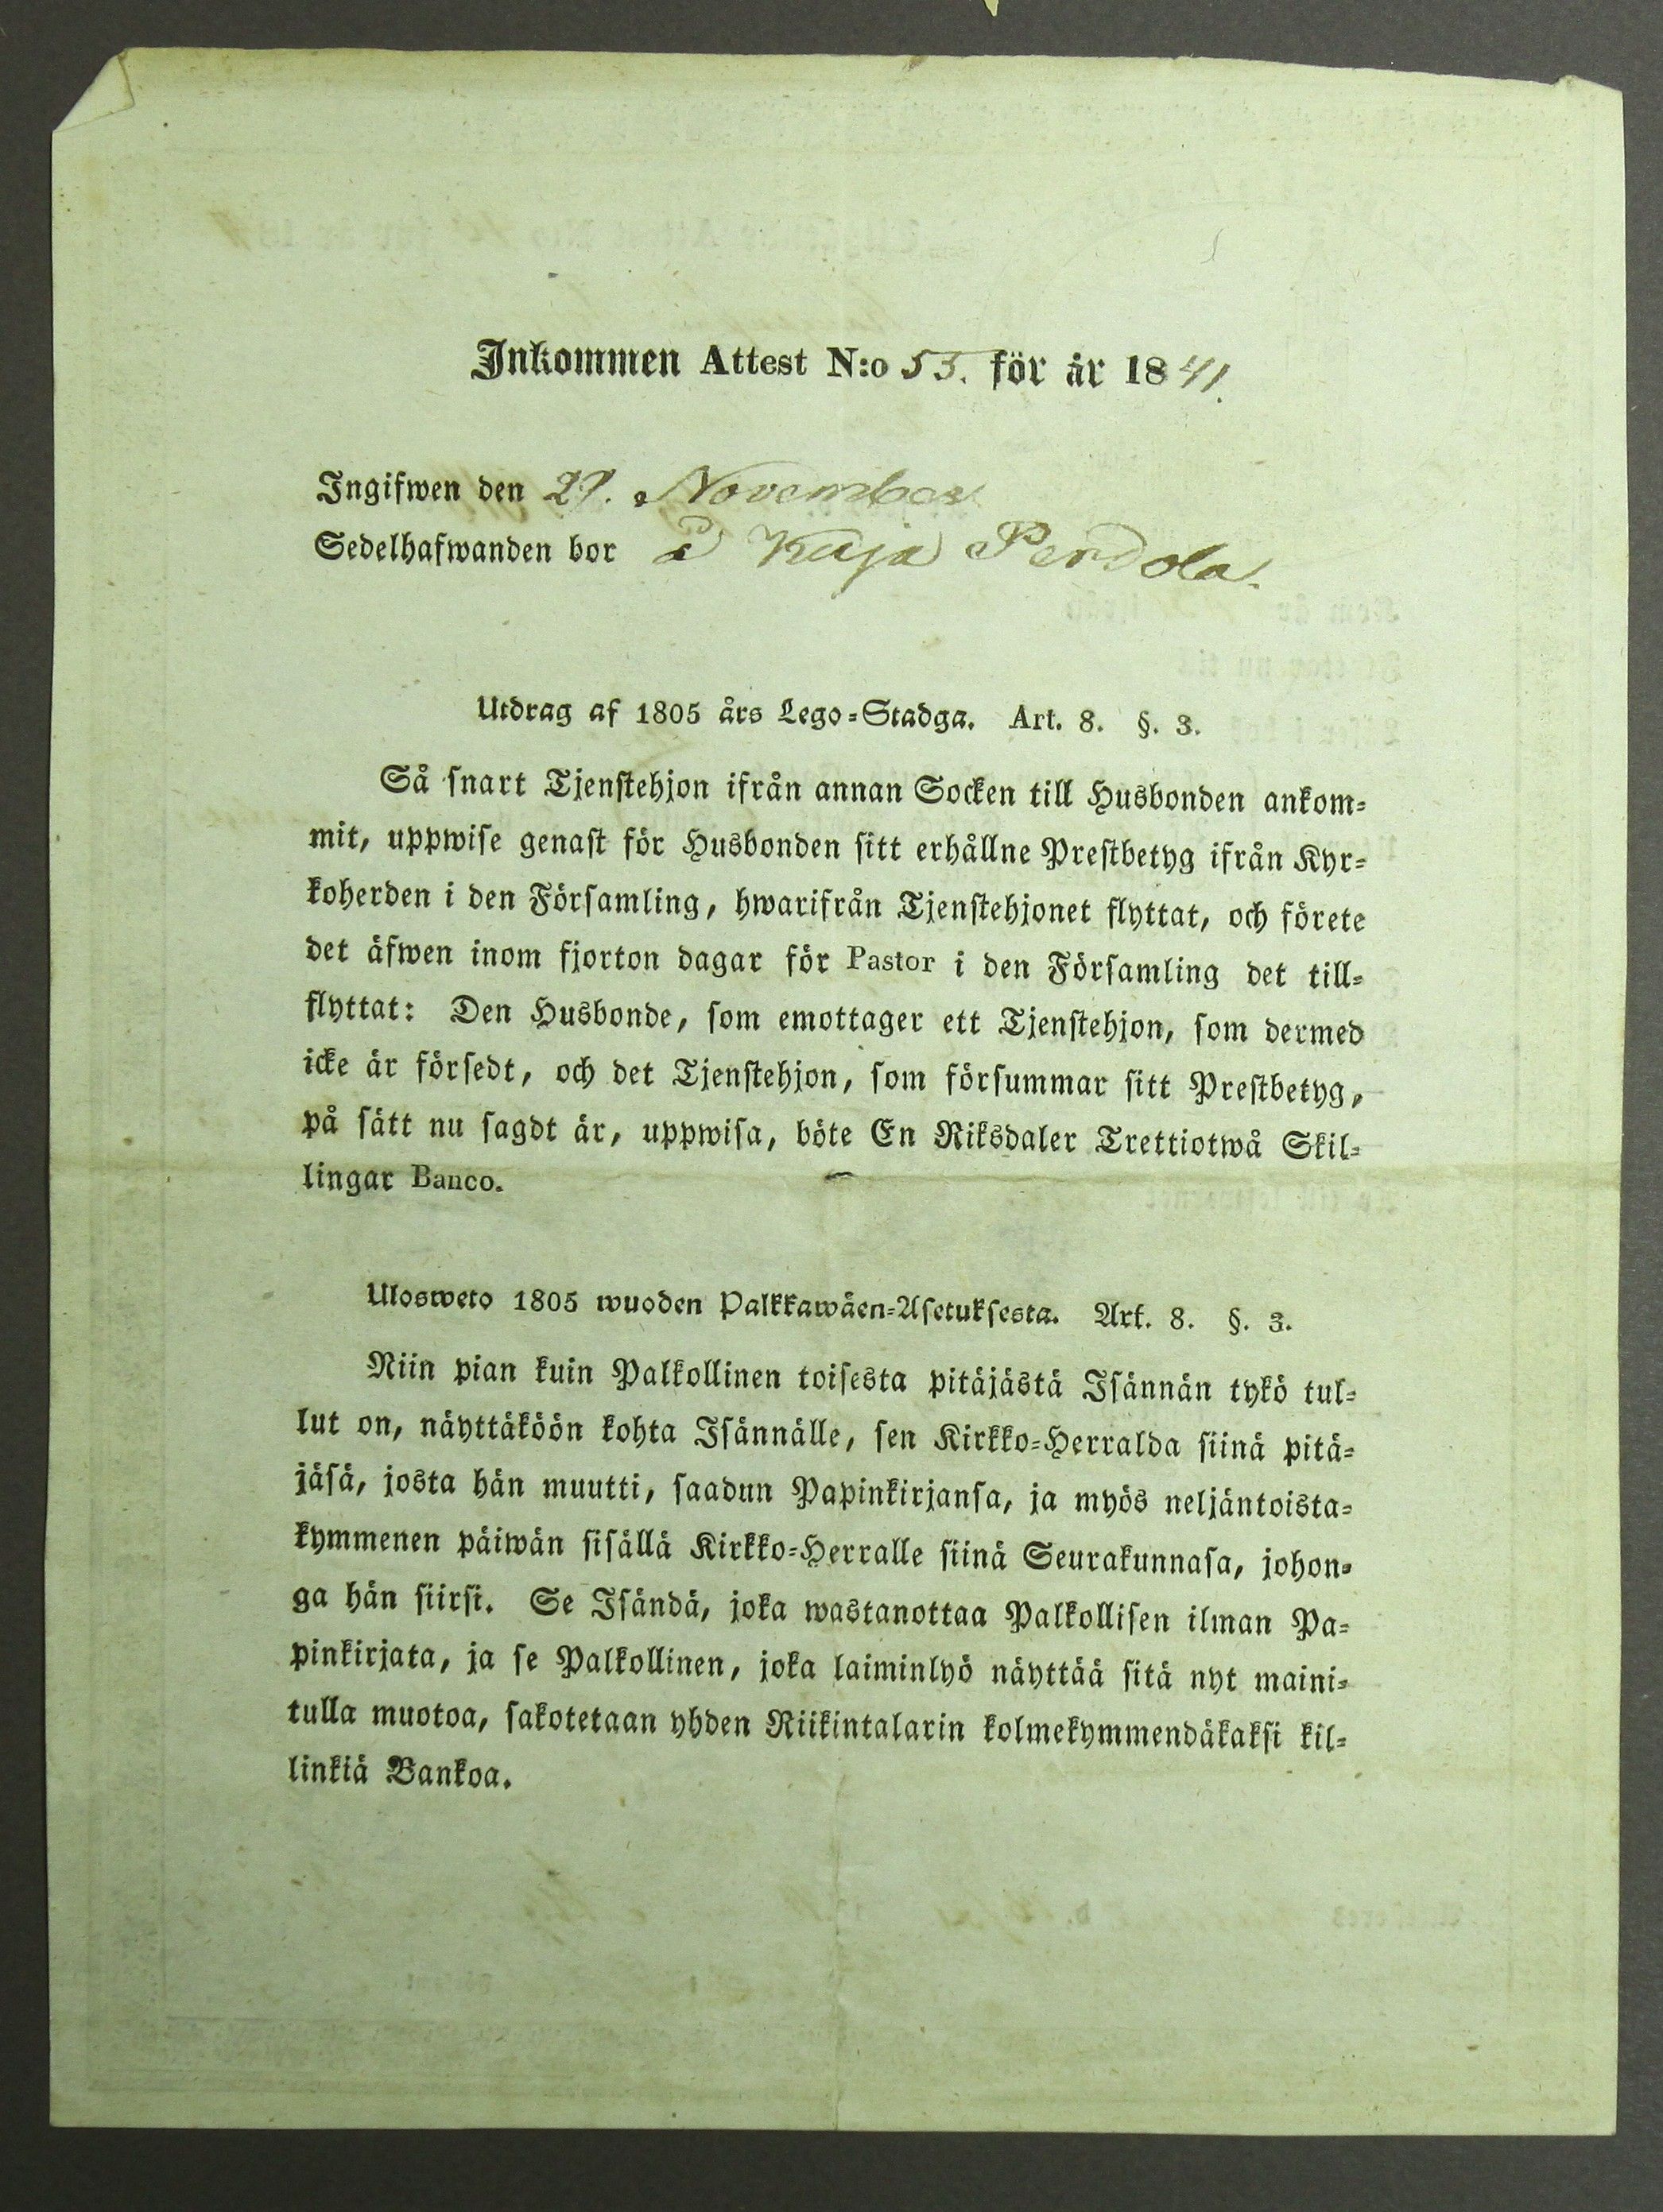 Inkommen Attest N:o 55. för år 1841.
Ingifwen den 29. November
Sedelhafwanden bor å Kuja Perdola.
Utdrag af 1805 års Lego-Stadga. Art. 8. §. 3.
Så snart Tjenstehjon ifrån annan Socken till Husbonden ankom-
mit, uppwise genast för Husbonden sitt erhållne Prestbetyg ifrån Kyr-
koherden i den Församling, hwarifrån Tjenstehjonet flyttat, och förete
det äfwen inom fjorton dagar för Pastor i den Församling det till-
flyttat: Den Husbonde, som emottager ett Tjenstehjon, som dermed
icke är försedt, och det Tjenstehjon, som försummar sitt Prestbetyg,
på sätt nu sagdt är, uppwisa, böte En Riksdaler Trettiotwå Skil-
lingar Banco.
Ulosweto 1805 wuoden Palkkawäen-Asetuksesta. Art. 8. §. 3.
Niin pian kuin Palkollinen toisesta pitäjästä Isännän tykö tul-
lut on, näyttäköön kohta Isännälle, sen Kirkko-Herralda siinä pitä-
jäsä, josta hän muutti, saadun Papinkirjansa, ja myös neljäntoista-
kymmenen päiwän sisällä Kirkko-Herralle siinä Seurakunnasa, johon-
ga hän siirsi. Se Isändä, joka wastanottaa Palkollisen ilman Pa-
pinkirjata, ja se Palkollinen, joka laiminlyö näyttää sitä nyt maini-
tulla muotoa, sakotetaan yhden Riikintalarin kolmekymmendäkaksi kil-
linkiä Bankoa.